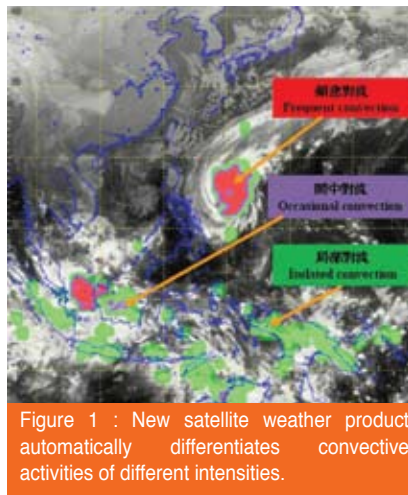 頻密對流
Frequent convection
間中對流
Occasional convection
局部對流
Isolated convection
Figure 1 : New satellite weather product
automatically differentiates convective
activities of different intensities.